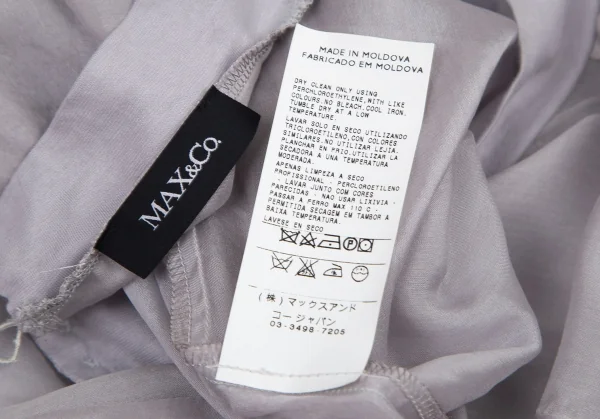 MAX&Co.
MADE IN MOLDOVA
FABRICADO EM MOLDOVA
DRY CLEAN ONLY USING
PERCHLOROETHYLENE,WITH LIKE
COLOURS.NO BLEACH.COOL IRON.
TUMBLE DRY AT A LOW
TEMPERATURE.
LAVAR SOLO EN SECO UTILIZANDO
TRICLOROETILENO,CON COLORES
SIMILARES.NO UTILIZAR LEJIA.
PLANCHAR EN FRIO.UTILIZAR LA
SECADORA A UNA TEMPERATURA
MODERADA.
APENAS LIMPEZA A SECO
PROFISSIONAL - PERCLOROETILENO
- LAVAR JUNTO COM CORES
PARECIDAS - NAO USAR LIXIVIA -
PASSAR A FERRO MAX 110 C -
PERMITIDA SECAGEM EM TAMBOR A
BAIXA TEMPERATURA.
LAVESE EN SECO
P
(株)マックスアンド
コー ジャパン
03-3498-7205